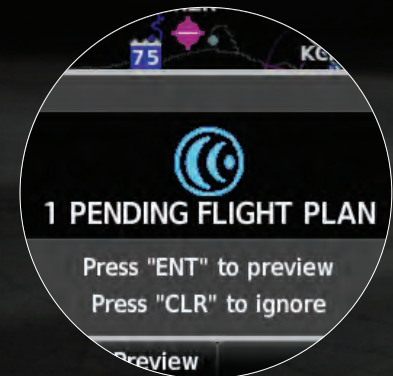 75
1 PENDING FLIGHT PLAN
Press "ENT" to preview
Press "CLR" to ignore
Preview